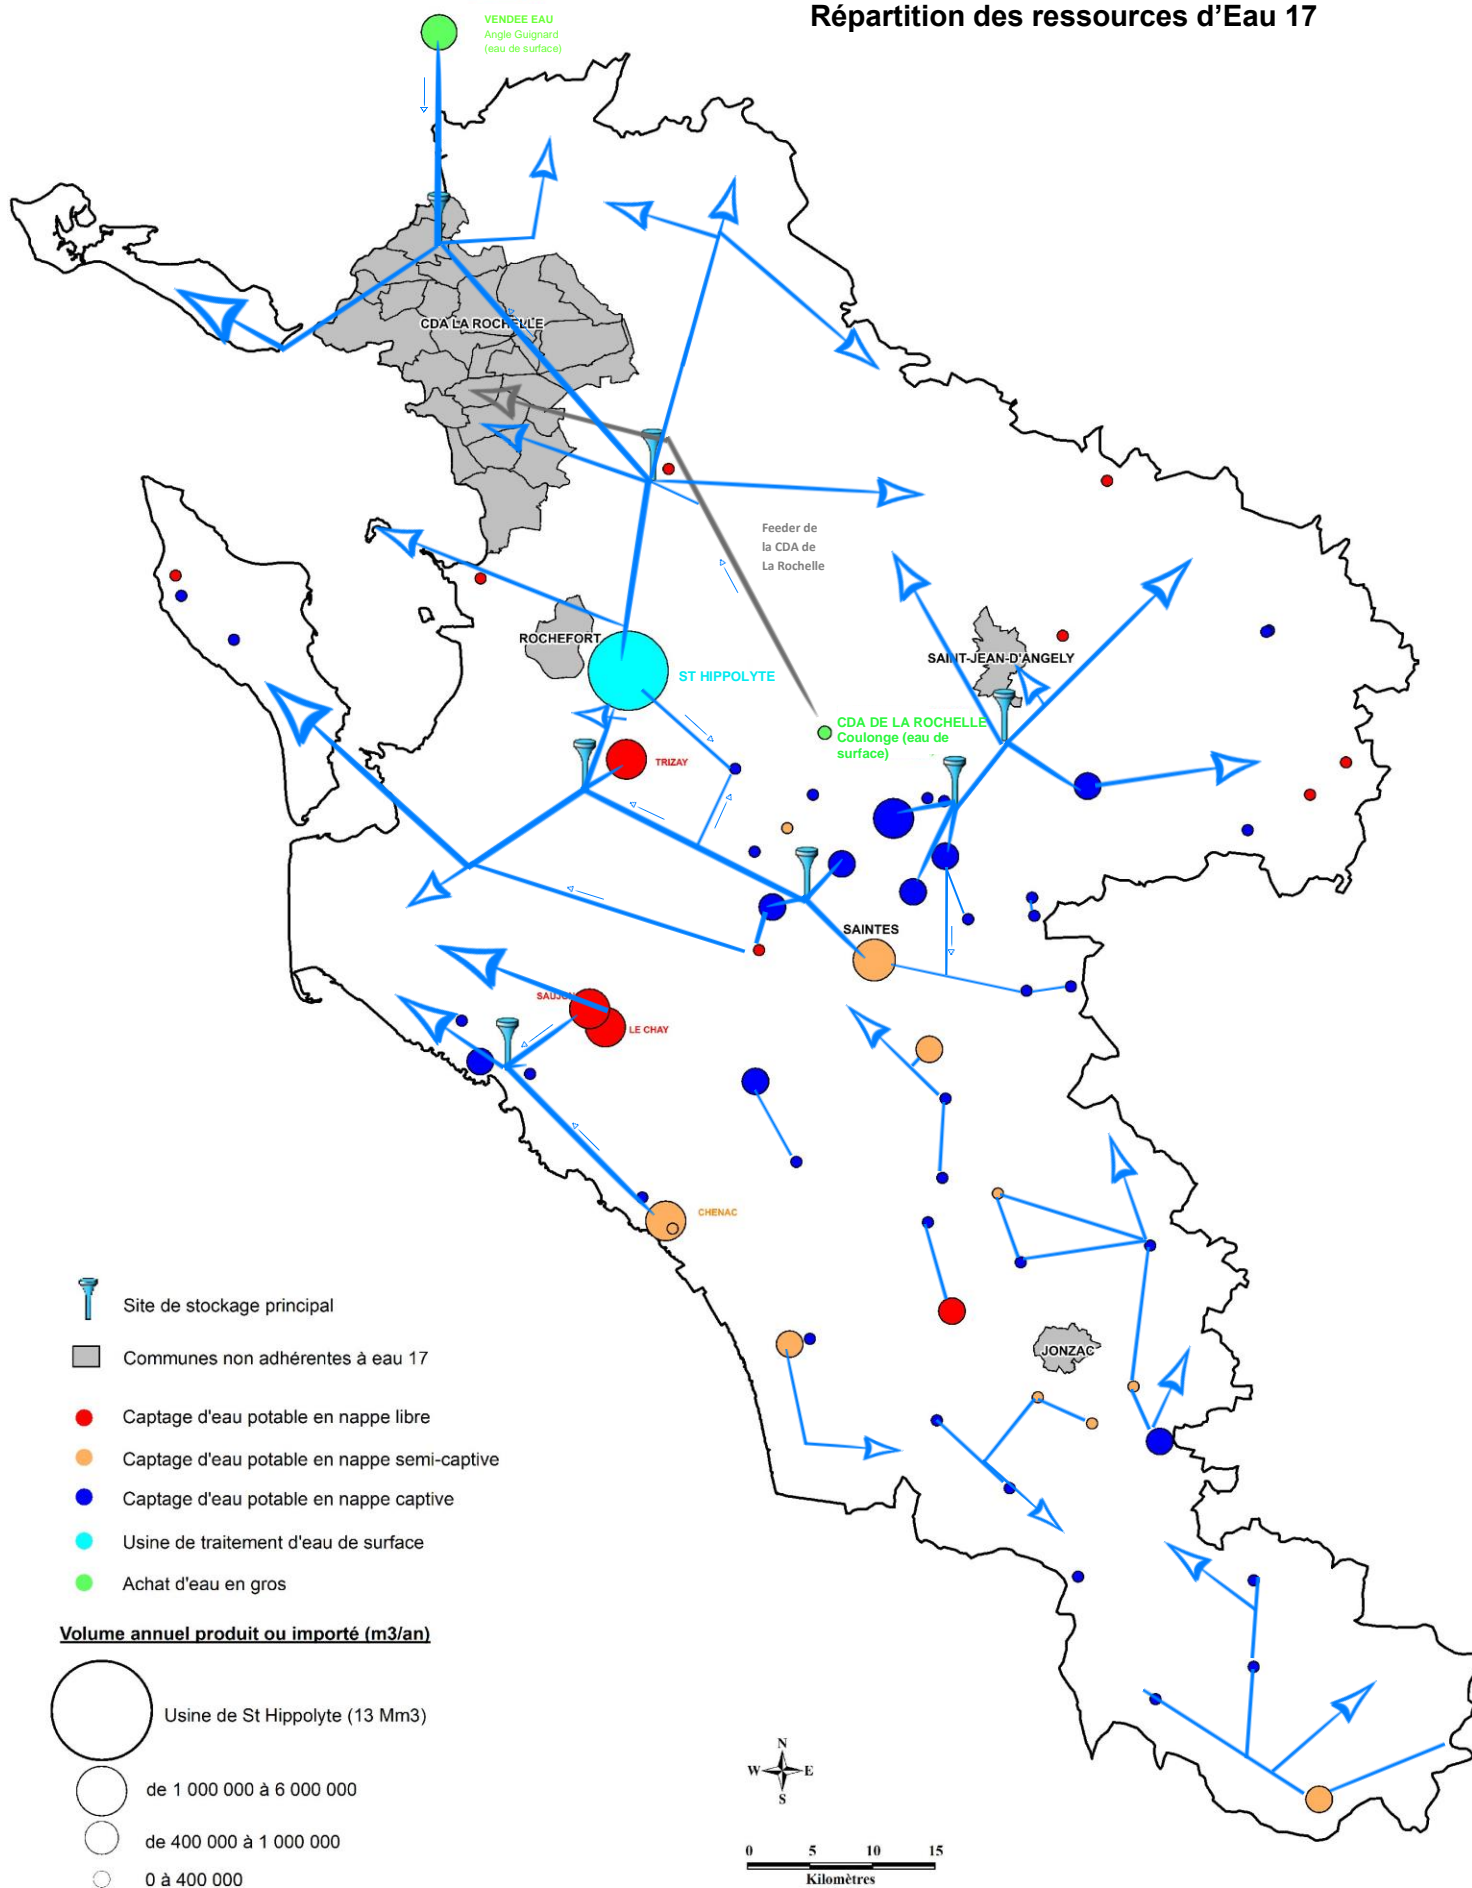 Répartition des ressources d'Eau 17
VENDEE EAU
Angle Guignard
(eau de surface)
CDA LA ROCHELLE
Feeder de
la CDA de
La Rochelle
ROCHEFORT
SAINT-JEAN-D'ANGELY
ST HIPPOLYTE
CDA DE LA ROCHELLE
Coulonge (eau de
surface)
TRIZAY
SAINTES
SAUJON
LE CHAY
CHENAC
JONZAC
Site de stockage principal
Communes non adhérentes à eau 17
Captage d'eau potable en nappe libre
Captage d'eau potable en nappe semi-captive
Captage d'eau potable en nappe captive
Usine de traitement d'eau de surface
Achat d'eau en gros
Volume annuel produit ou importé (m3/an)
Usine de St Hippolyte (13 Mm3)
de 1 000 000 à 6 000 000
de 400 000 à 1 000 000
0 à 400 000
N
W E
S
0 5 10 15
Kilomètres